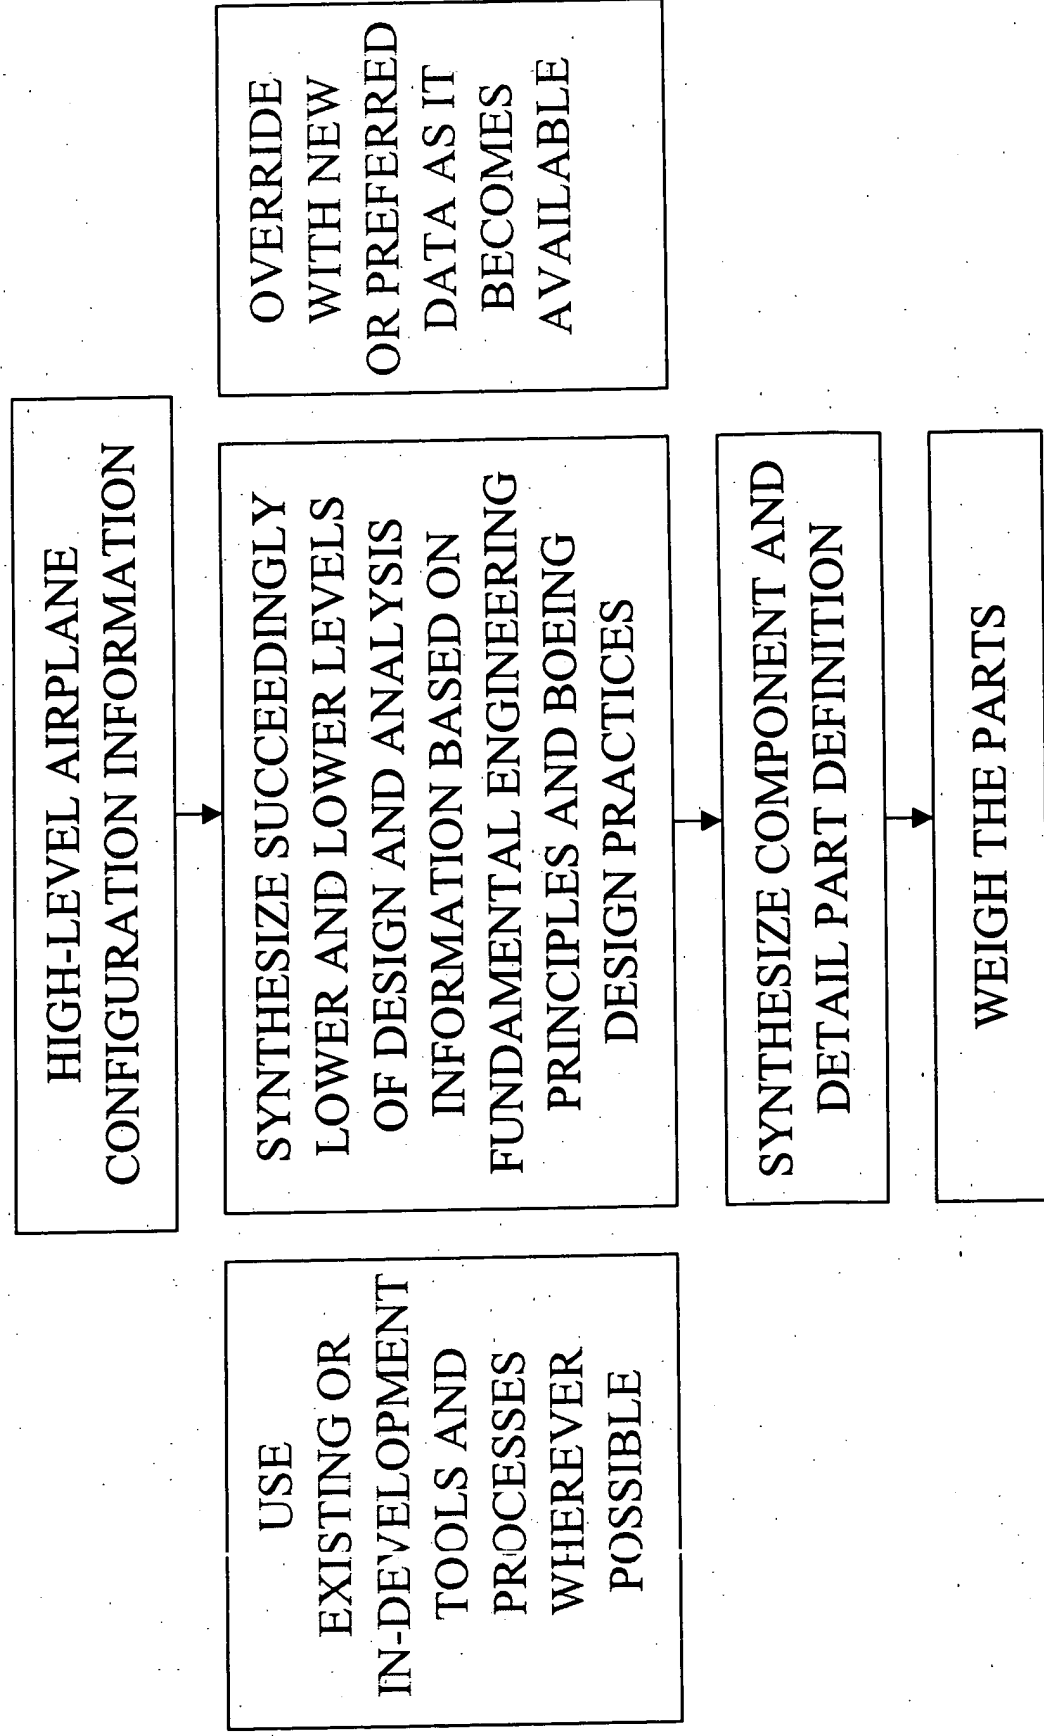 HIGH-LEVEL AIRPLANE
CONFIGURATION INFORMATION
USE
EXISTING OR
IN-DEVELOPMENT
TOOLS AND
PROCESSES
WHEREVER
POSSIBLE
SYNTHESIZE SUCCEEDINGLY
LOWER AND LOWER LEVELS
OF DESIGN AND ANALYSIS
INFORMATION BASED ON
FUNDAMENTAL ENGINEERING
PRINCIPLES AND BOEING
DESIGN PRACTICES
OVERRIDE
WITH NEW
OR PREFERRED
DATA AS IT
BECOMES
AVAILABLE
SYNTHESIZE COMPONENT AND
DETAIL PART DEFINITION
WEIGH THE PARTS